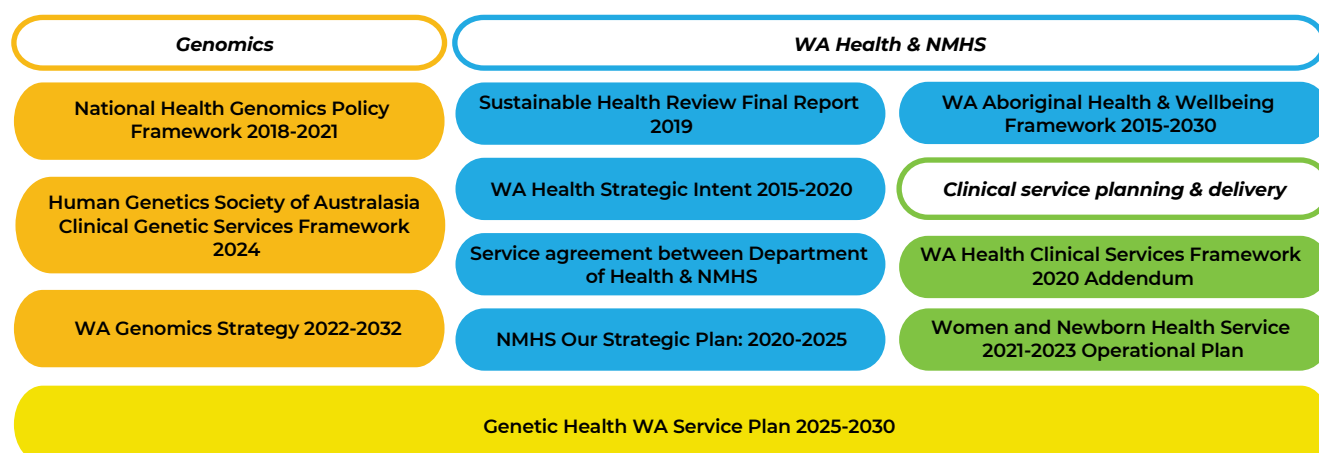 Genomics
National Health Genomics Policy
Framework 2018-2021
Human Genetics Society of Australasia
Clinical Genetic Services Framework
2024
WA Genomics Strategy 2022-2032
WA Health & NMHS
Sustainable Health Review Final Report
2019
WA Health Strategic Intent 2015-2020
Service agreement between Department
of Health & NMHS
NMHS Our Strategic Plan: 2020-2025
WA Aboriginal Health & Wellbeing
Framework 2015-2030
Clinical service planning & delivery
WA Health Clinical Services Framework
2020 Addendum
Women and Newborn Health Service
2021-2023 Operational Plan
Genetic Health WA Service Plan 2025-2030